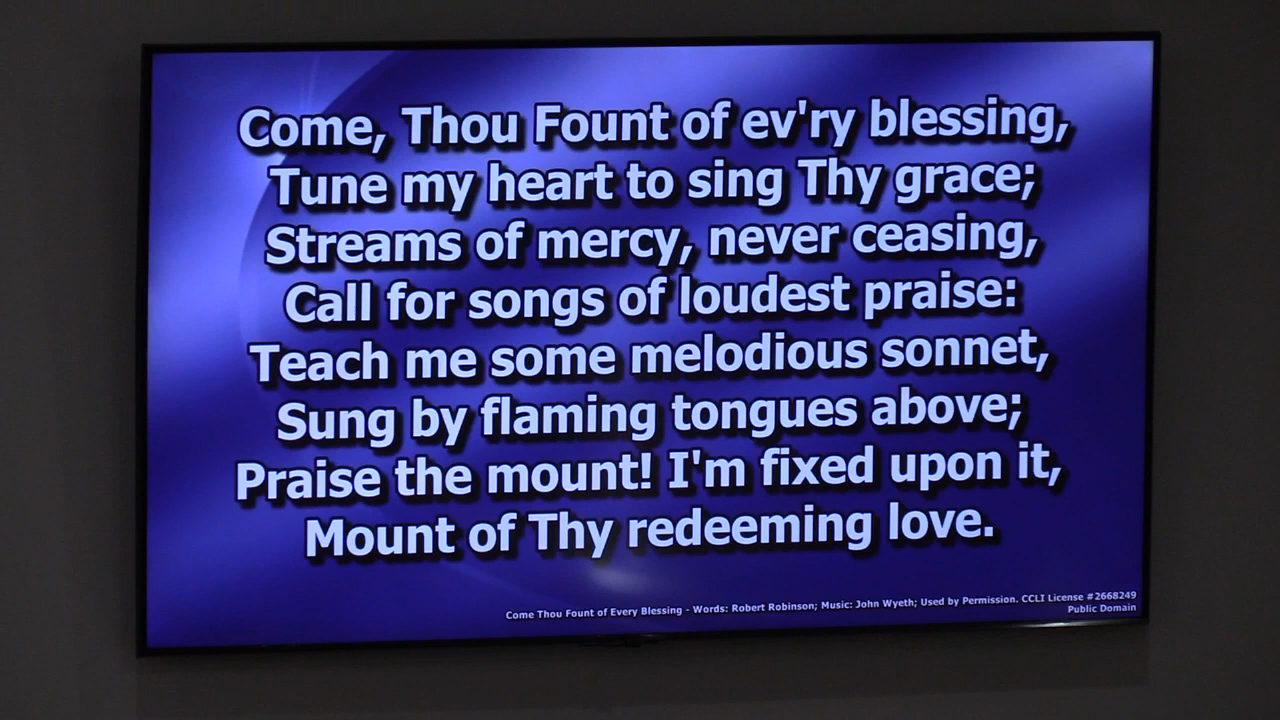 Come, Thou Fount of ev'ry blessing,
Tune my heart to sing Thy grace;
Streams of mercy, never ceasing,
Call for songs of loudest praise:
Teach me some melodious sonnet,
Sung by flaming tongues above;
Praise the mount! I'm fixed upon it,
Mount of Thy redeeming love.
Come Thou Fount of Every Blessing - Words: Robert Robinson; Music: John Wyeth; Used by Permission. CCLI License #2668249
Public Domain